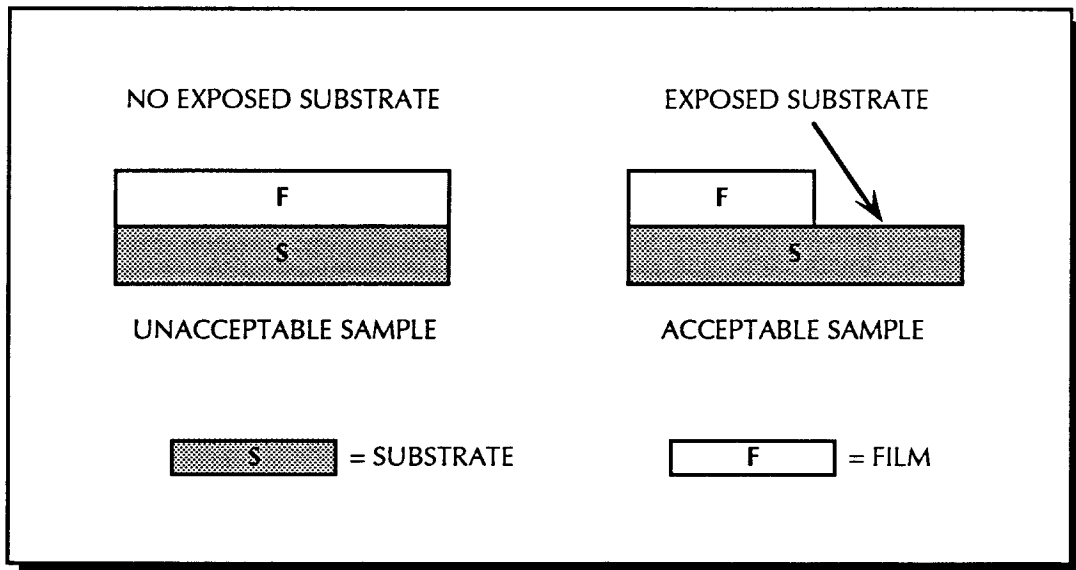 NO EXPOSED SUBSTRATE
EXPOSED SUBSTRATE
F
F
S
S
UNACCEPTABLE SAMPLE
ACCEPTABLE SAMPLE
S = SUBSTRATE
F = FILM